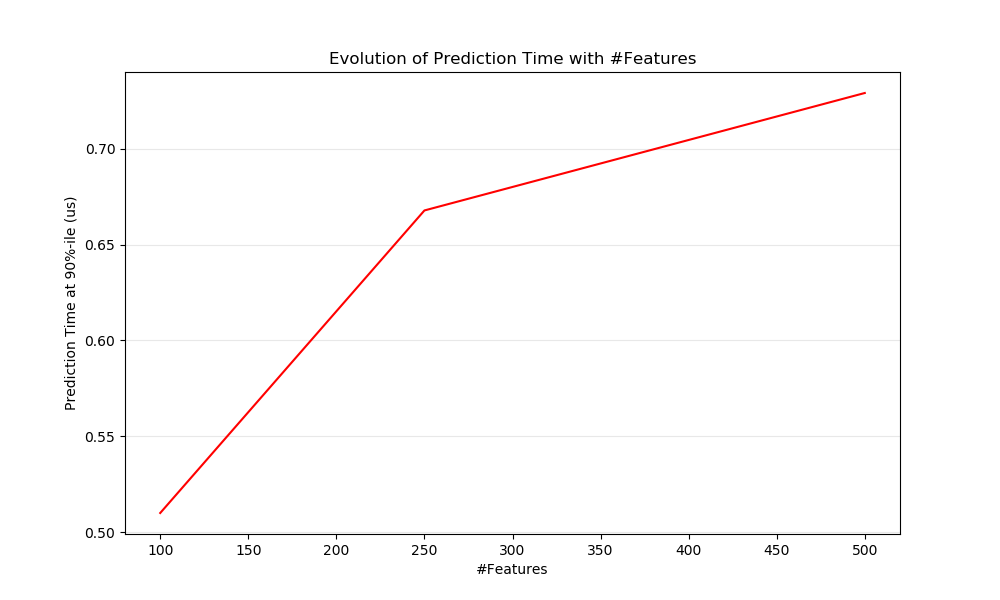 Evolution of Prediction Time with #Features
Prediction Time at 90%-ile (us)
0.70
0.65
0.60
0.55
0.50
100 150 200 250 300 350 400 450 500
#Features